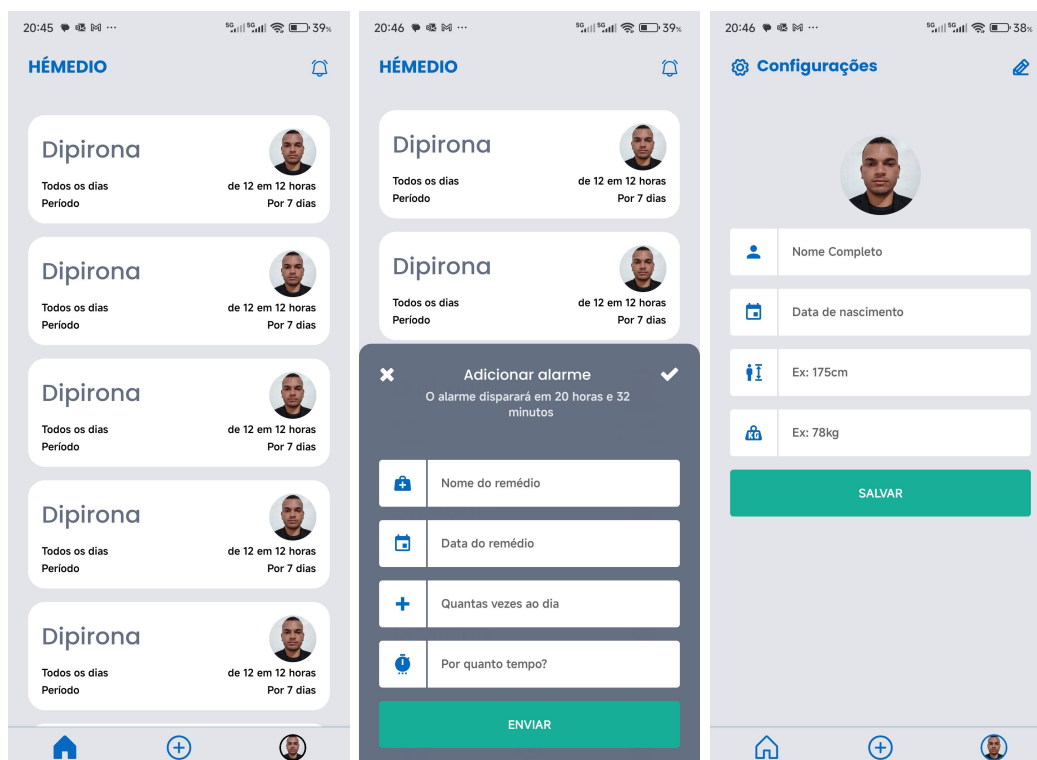 20:45 ··· 5G 5G 39%
HÉMEDIO
Dipirona
Todos os dias de 12 em 12 horas
Período Por 7 dias
Dipirona
Todos os dias de 12 em 12 horas
Período Por 7 dias
Dipirona
Todos os dias de 12 em 12 horas
Período Por 7 dias
Dipirona
Todos os dias de 12 em 12 horas
Período Por 7 dias
Dipirona
Todos os dias de 12 em 12 horas
Período Por 7 dias
20:46 ··· 5G 5G 39%
HÉMEDIO
Dipirona
Todos os dias de 12 em 12 horas
Período Por 7 dias
Dipirona
Todos os dias de 12 em 12 horas
Período Por 7 dias
Adicionar alarme
O alarme disparará em 20 horas e 32
minutos
Nome do remédio
Data do remédio
Quantas vezes ao dia
Por quanto tempo?
ENVIAR
20:46 ··· 5G 5G 38%
Configurações
Nome Completo
Data de nascimento
Ex: 175cm
KG Ex: 78kg
SALVAR